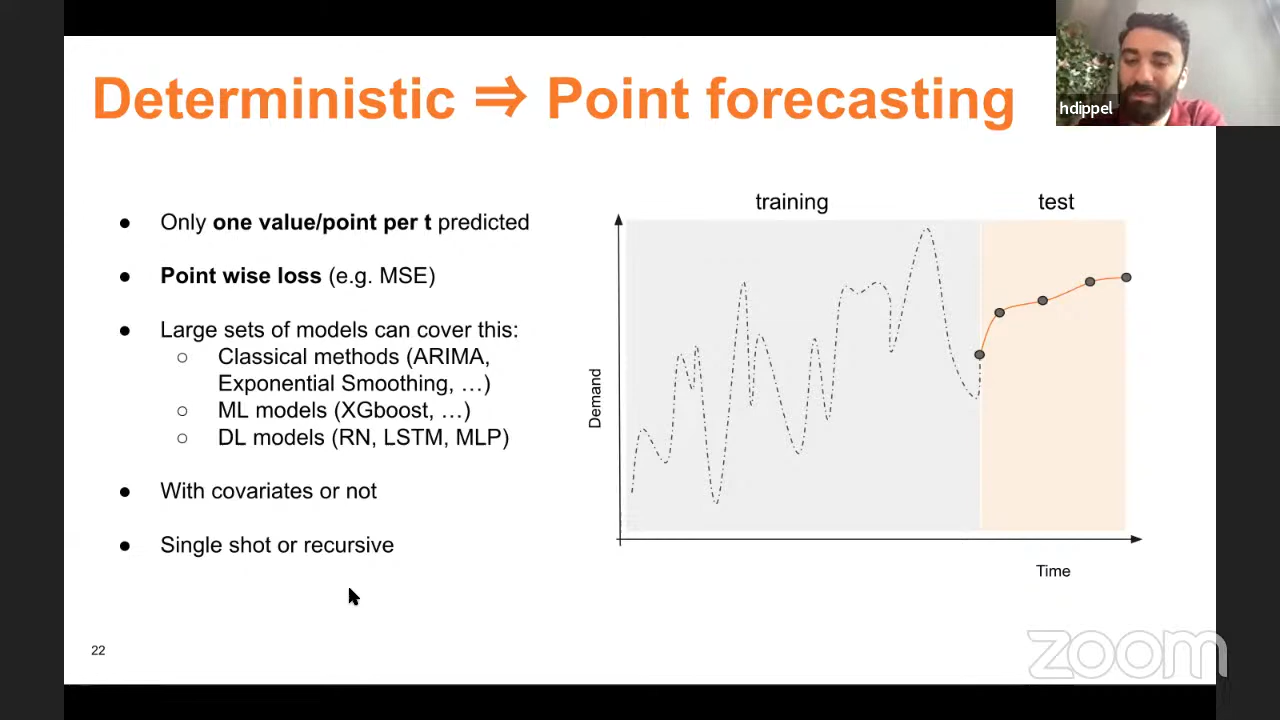 Deterministic ⇒ Point forecasting
hdippel
● Only one value/point per t predicted
● Point wise loss (e.g. MSE)
● Large sets of models can cover this:
○ Classical methods (ARIMA,
Exponential Smoothing, …)
○ ML models (XGboost, …)
○ DL models (RN, LSTM, MLP)
● With covariates or not
● Single shot or recursive
training
test
Demand
Time
22
zoom